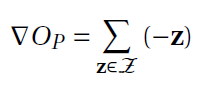 ∇O_P = ∑_{𝐳∈𝒵} (−𝐳)